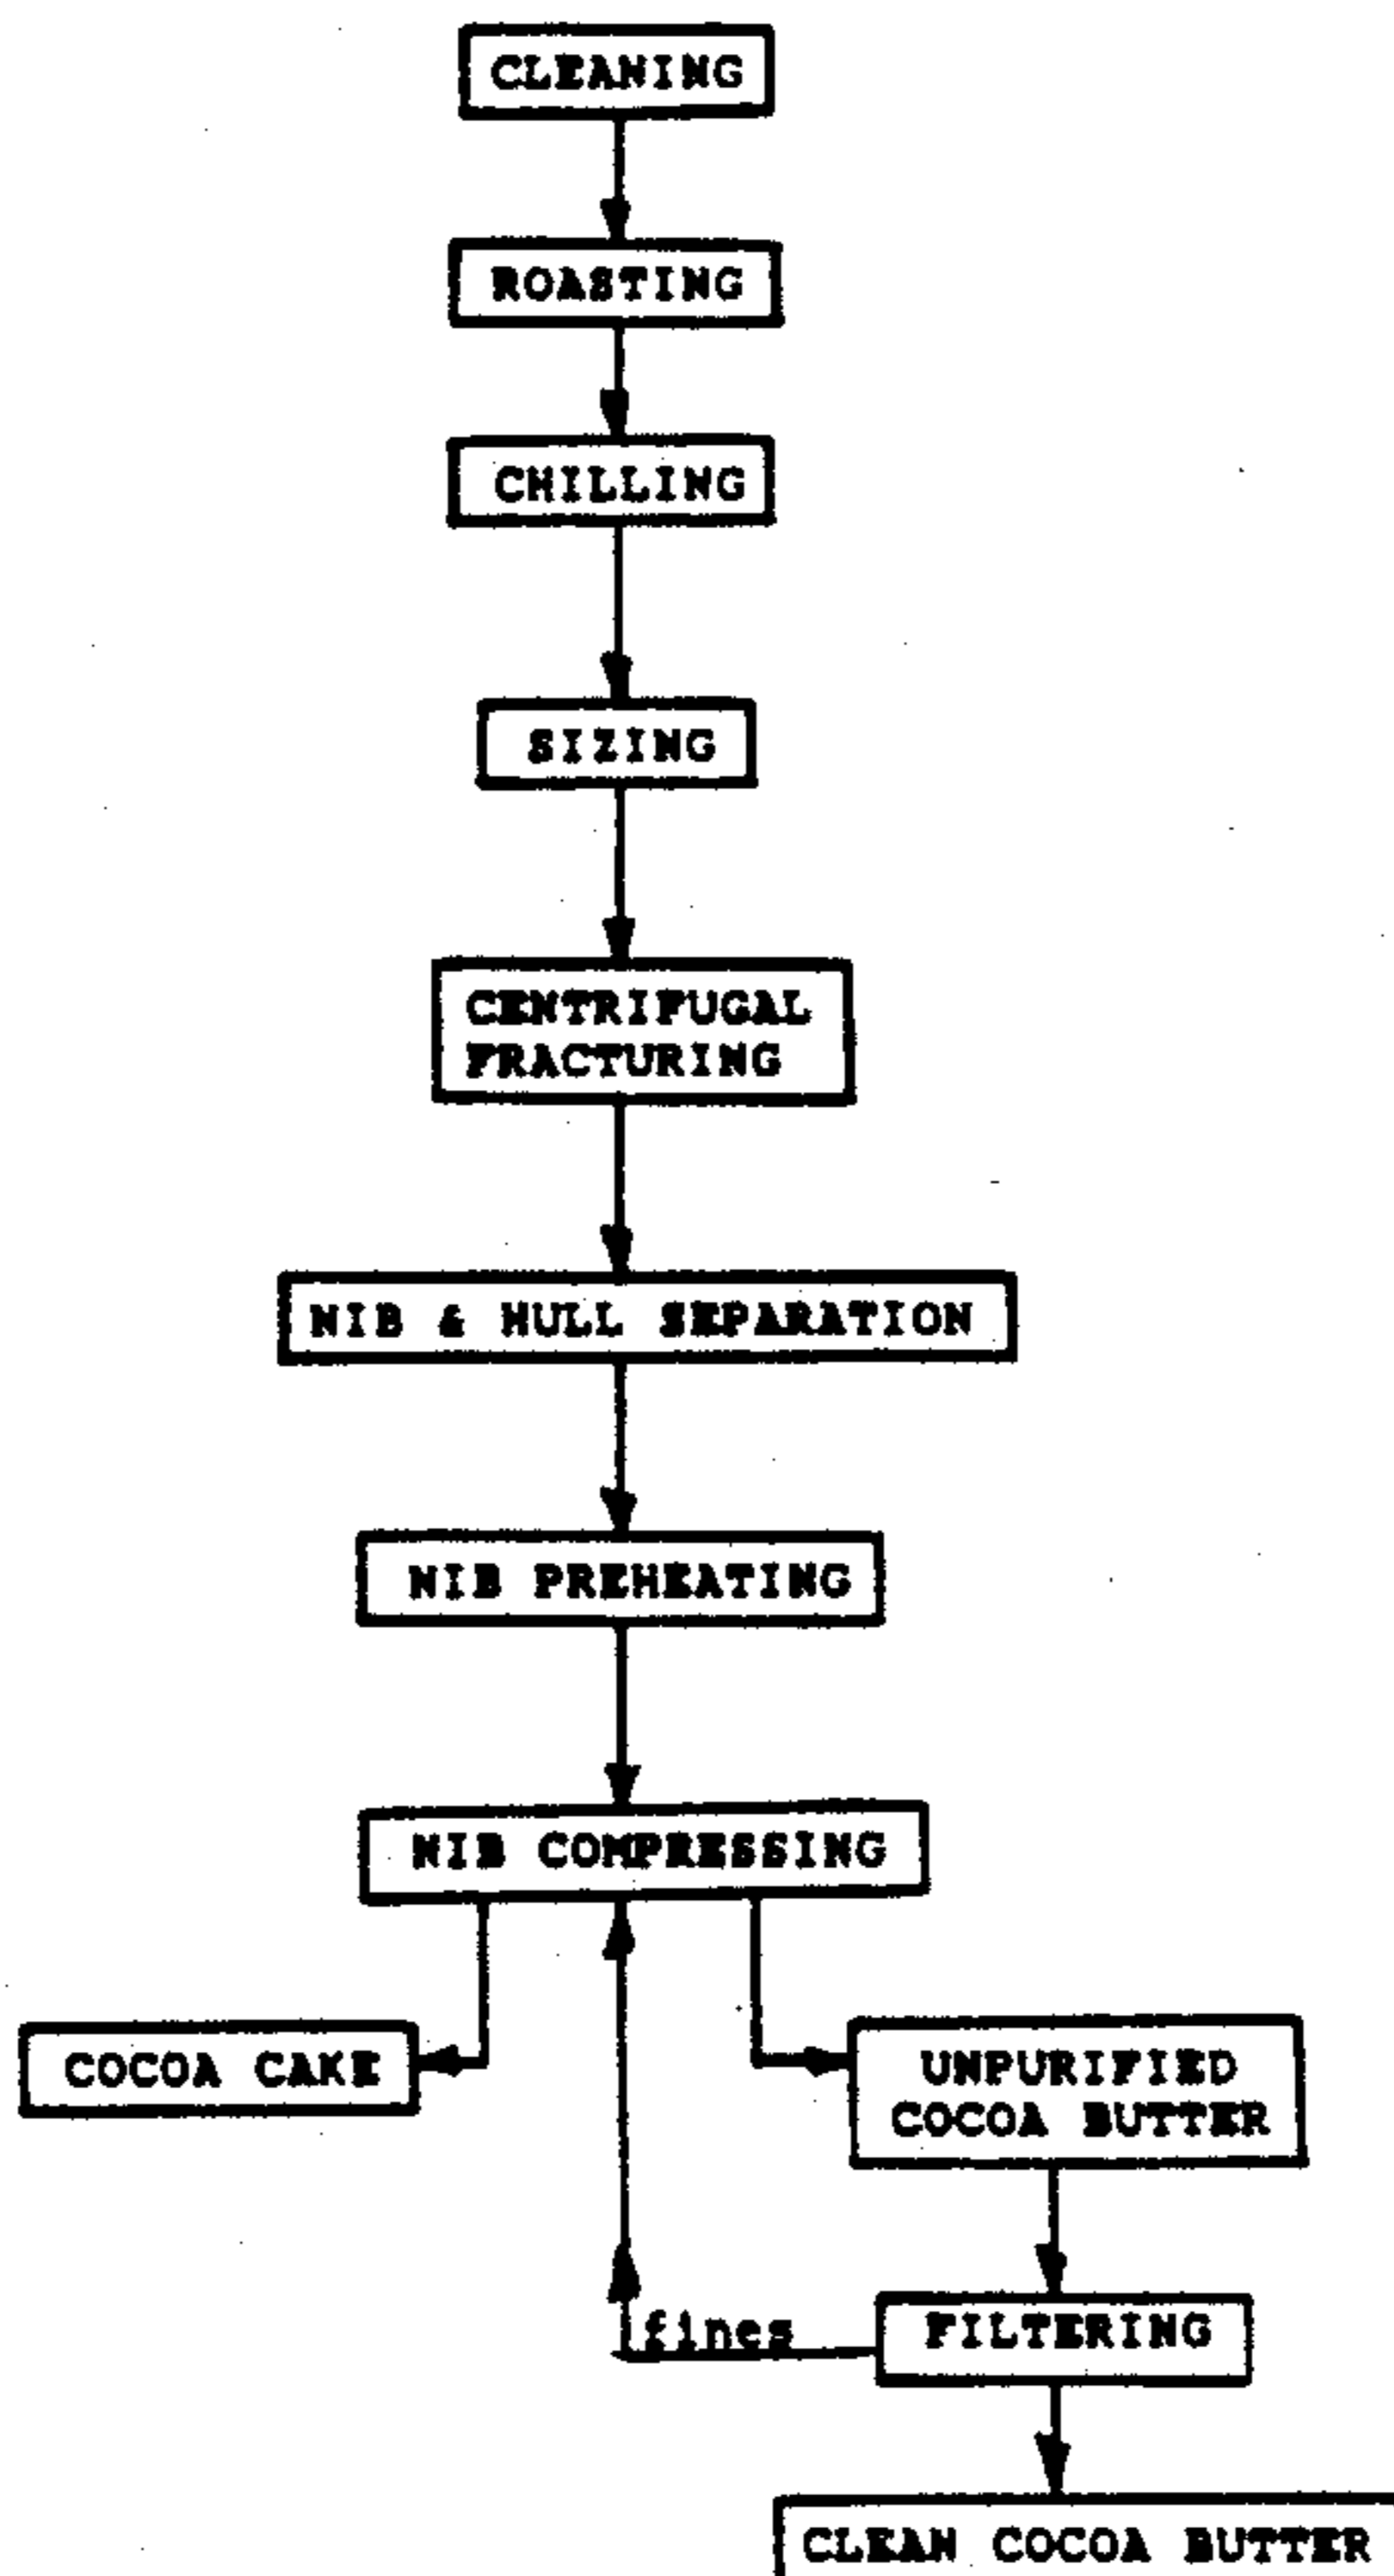 CLEANING
ROASTING
CHILLING
SIZING
CENTRIFUGAL
FRACTURING
NIB & HULL SEPARATION
NIB PREHEATING
NIB COMPRESSING
COCOA CAKE
UNPURIFIED
COCOA BUTTER
fines
FILTERING
CLEAN COCOA BUTTER